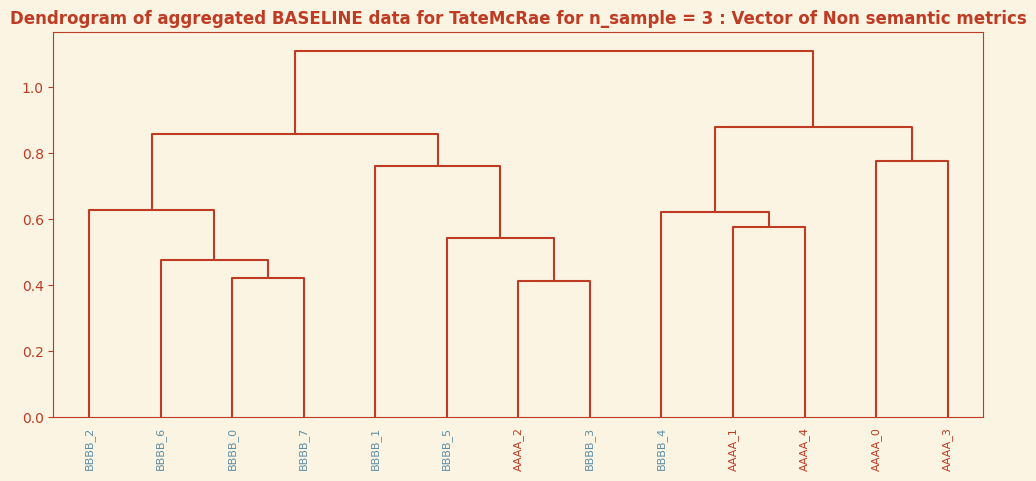 Dendrogram of aggregated BASELINE data for TateMcRae for n_sample = 3 : Vector of Non semantic metrics
1.0
0.8
0.6
0.4
0.2
0.0
BBBB_2
BBBB_6
BBBB_0
BBBB_7
BBBB_1
BBBB_5
AAAA_2
BBBB_3
BBBB_4
AAAA_1
AAAA_4
AAAA_0
AAAA_3